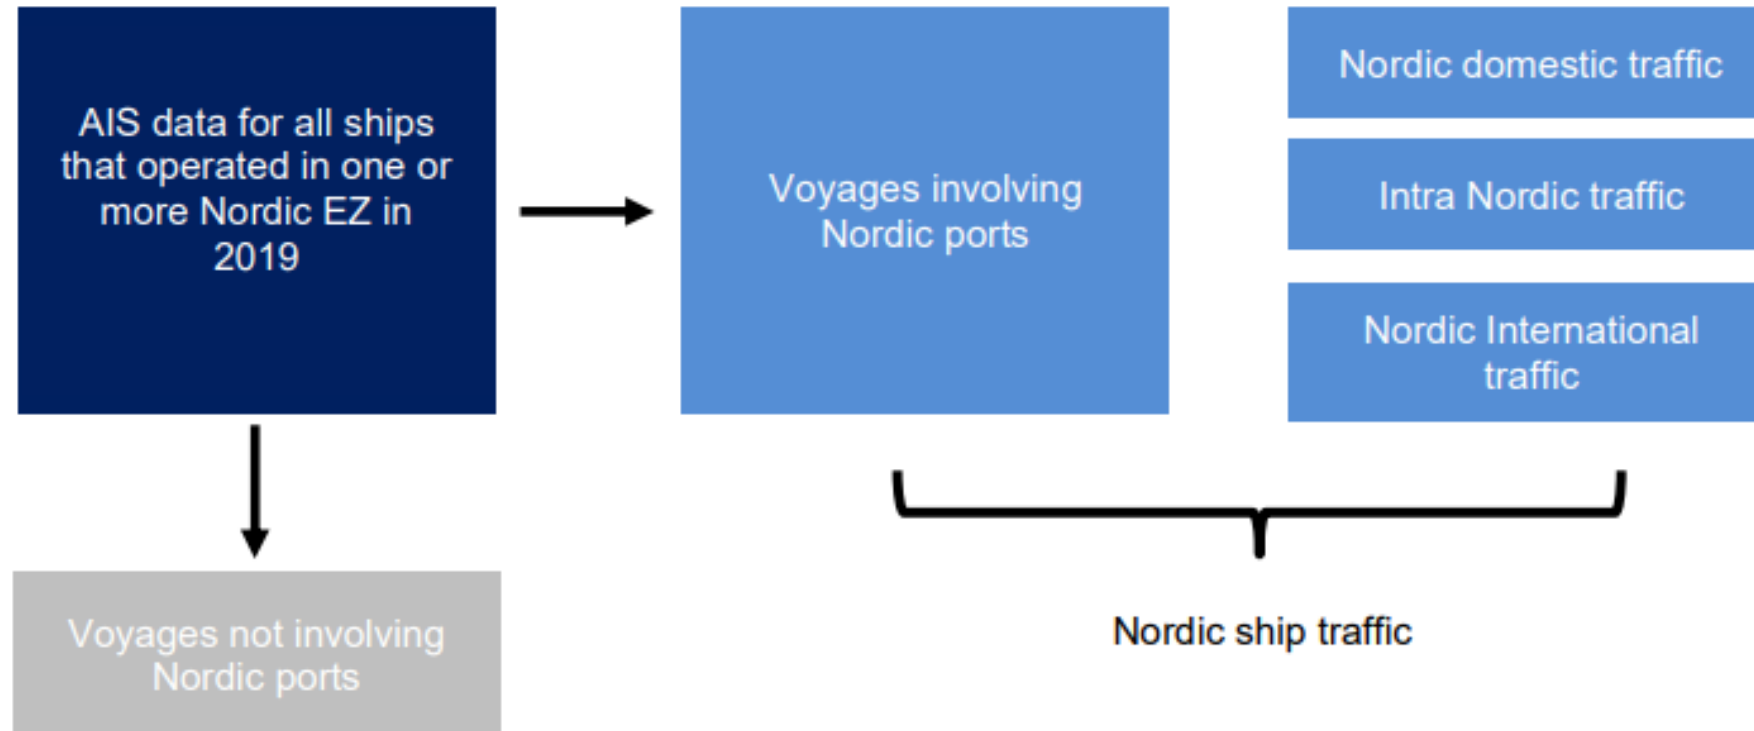 AIS data for all ships
that operated in one or
more Nordic EZ in
2019
Voyages involving
Nordic ports
Nordic domestic traffic
Intra Nordic traffic
Nordic International
traffic
Voyages not involving
Nordic ports
Nordic ship traffic